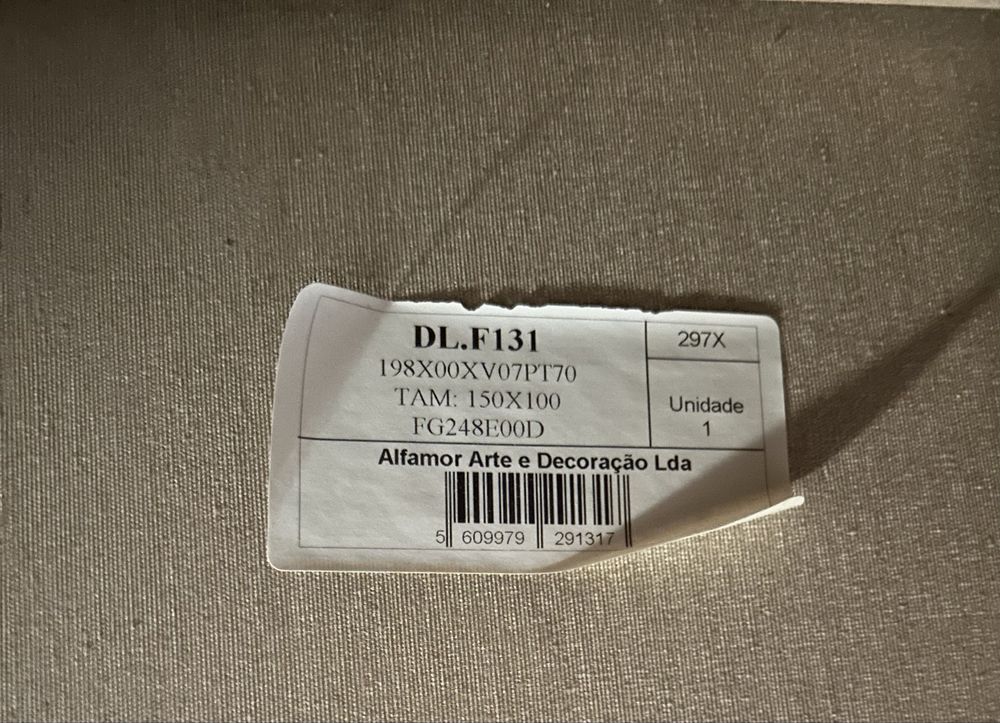 DL.F131
198X00XV07PT70
TAM: 150X100
FG248E00D
297X
Unidade
1
Alfamor Arte e Decoração Lda
5 609979 291317